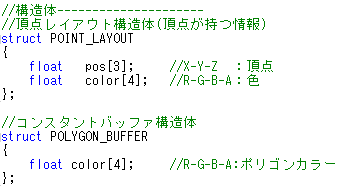 //構造体---------------------
//頂点レイアウト構造体(頂点が持つ情報)
struct POINT_LAYOUT
{
    float   pos[3];    //X-Y-Z  ：頂点
    float   color[4];  //R-G-B-A：色
};

//コンスタントバッファ構造体
struct POLYGON_BUFFER
{
    float color[4];    //R-G-B-A:ポリゴンカラー
};